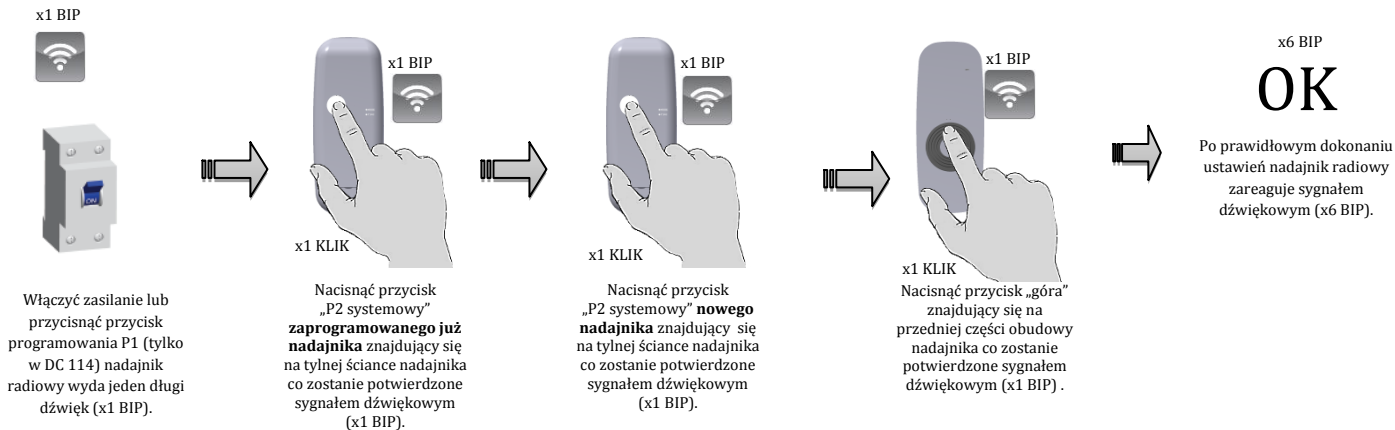 x1 BIP
ON
Włączyć zasilanie lub
przycisnąć przycisk
programowania P1 (tylko
w DC 114) nadajnik
radiowy wyda jeden długi
dźwięk (x1 BIP).
x1 BIP
x1 KLIK
Nacisnąć przycisk
„P2 systemowy”
zaprogramowanego już
nadajnika znajdujący się
na tylnej ściance nadajnika
co zostanie potwierdzone
sygnałem dźwiękowym
(x1 BIP).
x1 BIP
x1 KLIK
Nacisnąć przycisk
„P2 systemowy” nowego
nadajnika znajdujący się
na tylnej ściance nadajnika
co zostanie potwierdzone
sygnałem dźwiękowym
(x1 BIP).
x1 BIP
x1 KLIK
Nacisnąć przycisk „góra”
znajdujący się na
przedniej części obudowy
nadajnika co zostanie
potwierdzone sygnałem
dźwiękowym (x1 BIP) .
x6 BIP
OK
Po prawidłowym dokonaniu
ustawień nadajnik radiowy
zareaguje sygnałem
dźwiękowym (x6 BIP).